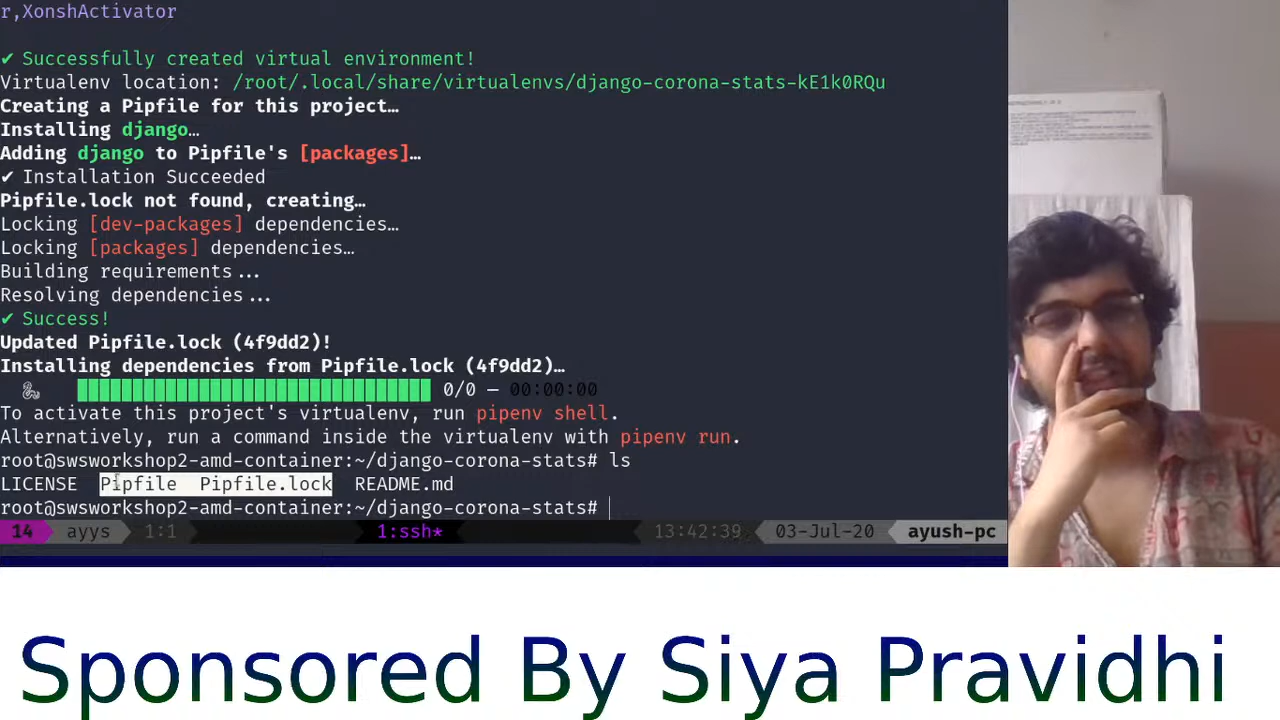 r,XonshActivator
✔ Successfully created virtual environment!
Virtualenv location: /root/.local/share/virtualenvs/django-corona-stats-kE1k0RQu
Creating a Pipfile for this project…
Installing django…
Adding django to Pipfile's [packages]…
✔ Installation Succeeded
Pipfile.lock not found, creating…
Locking [dev-packages] dependencies…
Locking [packages] dependencies…
Building requirements...
Resolving dependencies...
✔ Success!
Updated Pipfile.lock (4f9dd2)!
Installing dependencies from Pipfile.lock (4f9dd2)…
0/0 — 00:00:00
To activate this project's virtualenv, run pipenv shell.
Alternatively, run a command inside the virtualenv with pipenv run.
root@swsworkshop2-amd-container:~/django-corona-stats# ls
LICENSE  Pipfile  Pipfile.lock  README.md
root@swsworkshop2-amd-container:~/django-corona-stats#
14 ayys 1:1 1:ssh* 13:42:39 03-Jul-20 ayush-pc
Sponsored By Siya Pravidhi